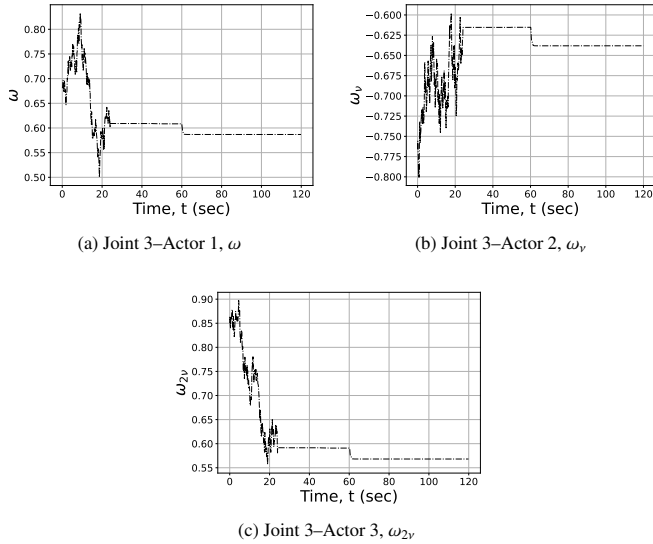 0.80
0.75
0.70
0.65
0.60
0.55
0.50
ω
0 20 40 60 80 100 120
Time, t (sec)
(a) Joint 3–Actor 1, ω
−0.600
−0.625
−0.650
−0.675
−0.700
−0.725
−0.750
−0.775
−0.800
ων
0 20 40 60 80 100 120
Time, t (sec)
(b) Joint 3–Actor 2, ων
0.90
0.85
0.80
0.75
0.70
0.65
0.60
0.55
ω2ν
0 20 40 60 80 100 120
Time, t (sec)
(c) Joint 3–Actor 3, ω2ν